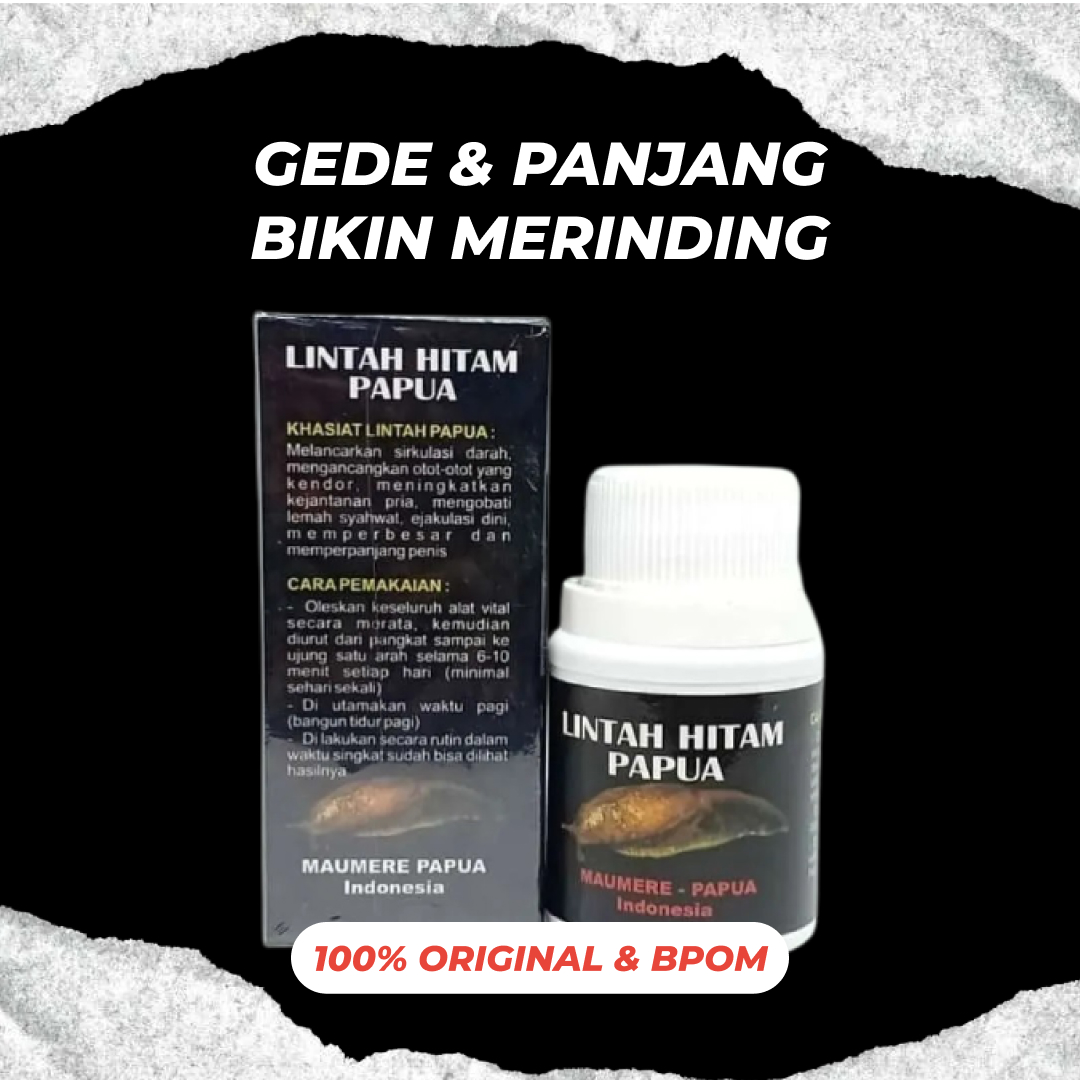 GEDE & PANJANG
BIKIN MERINDING
LINTAH HITAM
PAPUA
KHASIAT LINTAH PAPUA :
Melancarkan sirkulasi darah,
mengancangkan otot-otot yang
kendor, meningkatkan
kejantanan pria, mengobati
lemah syahwat, ejakulasi dini,
memperbesar dan
memperpanjang penis
CARA PEMAKAIAN :
- Oleskan keseluruh alat vital
secara merata, kemudian
diurut dari pangkat sampai ke
ujung satu arah selama 6-10
menit setiap hari (minimal
sehari sekali)
- Di utamakan waktu pagi
(bangun tidur pagi)
Di lakukan secara rutin dalam
waktu singkat sudah bisa dilihat
hasilnya
MAUMERE PAPUA
Indonesia
LINTAH HITAM
PAPUA
MAUMERE - PAPUA
Indonesia
100% ORIGINAL & BPOM